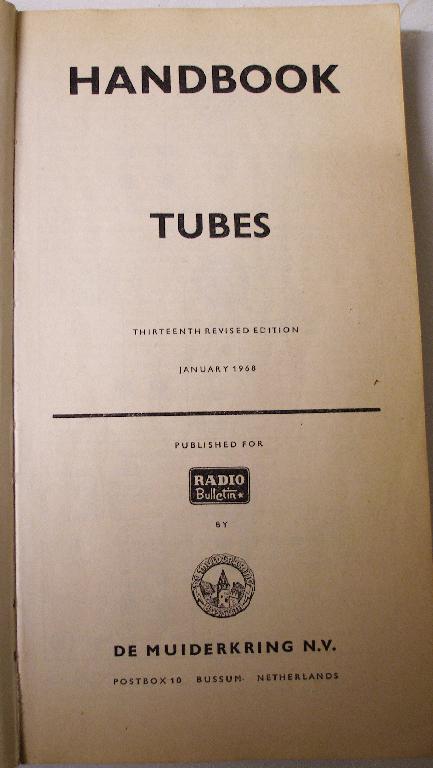 HANDBOOK
TUBES
THIRTEENTH REVISED EDITION
JANUARY 1968
PUBLISHED FOR
RADIO
Bulletin
BY
DE MUIDERKRING N.V.
POSTBOX 10 BUSSUM- NETHERLANDS